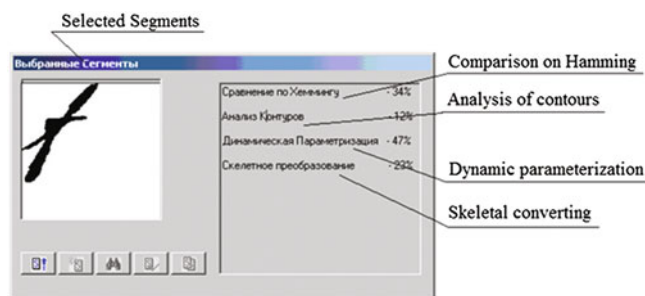 Selected Segments
Выбранные Сегменты
Сравнение по Хеммингу - 34%
Comparison on Hamming
Анализ Контуров - 12%
Analysis of contours
Динамическая Параметризация - 47%
Dynamic parameterization
Скелетное преобразование - 23%
Skeletal converting